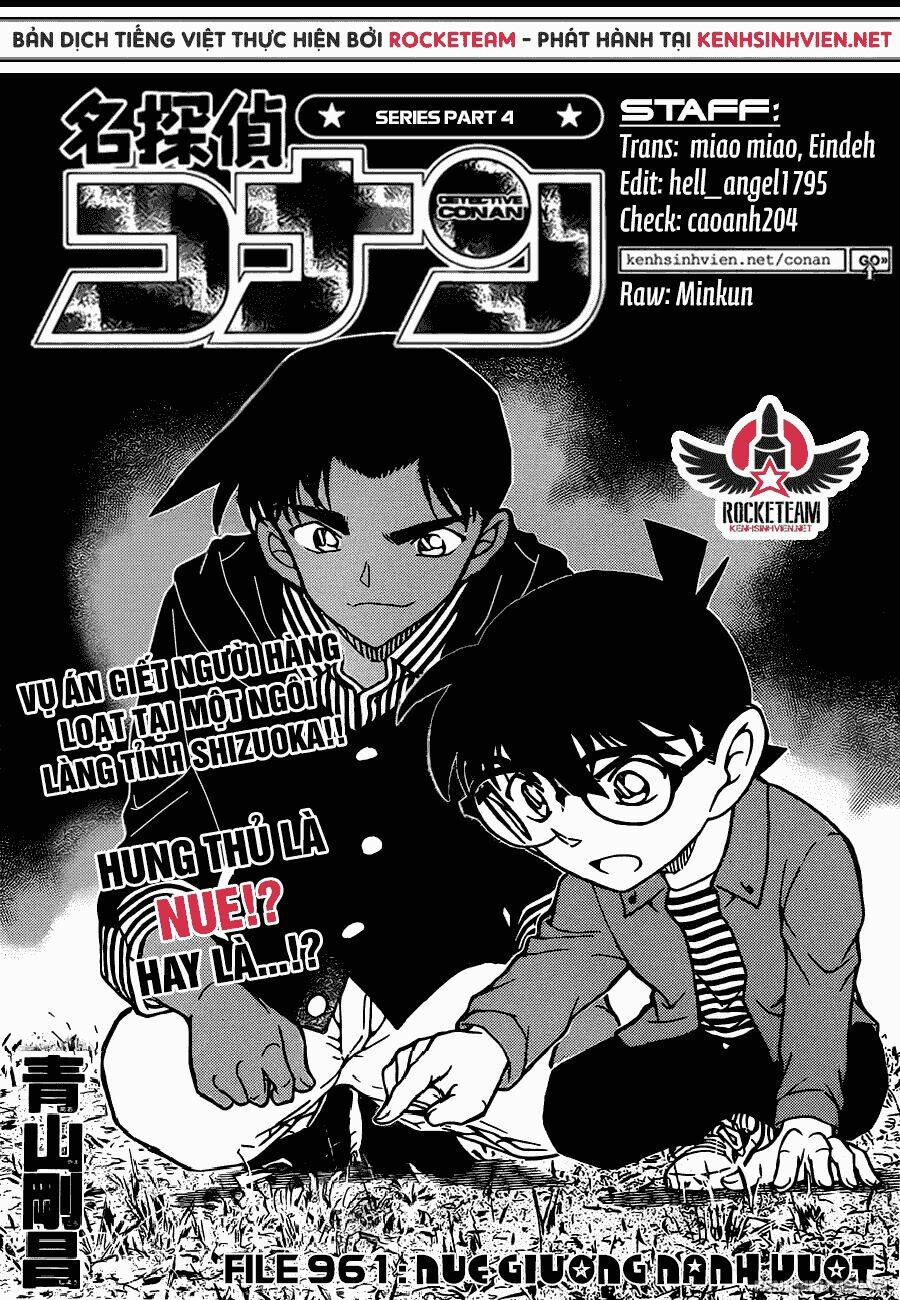 BẢN DỊCH TIẾNG VIỆT THỰC HIỆN BỞI ROCKETEAM - PHÁT HÀNH TẠI KENHSINHVIEN.NET
名探偵
コナン
DETECTIVE
CONAN
SERIES PART 4
STAFF:
Trans: miao miao, Eindeh
Edit: hell_angel1795
Check: caoanh204
kenhsinhvien.net/conan GO»
Raw: Minkun
ROCKETEAM
KENHSINHVIEN.NET
VỤ ÁN GIẾT NGƯỜI HÀNG
LOẠT TẠI MỘT NGÔI
LÀNG TỈNH SHIZUOKA!!
HUNG THỦ LÀ
NUE!?
HAY LÀ...!?
青山剛昌
FILE 961: NUE GIƯƠNG NANH VUỐT